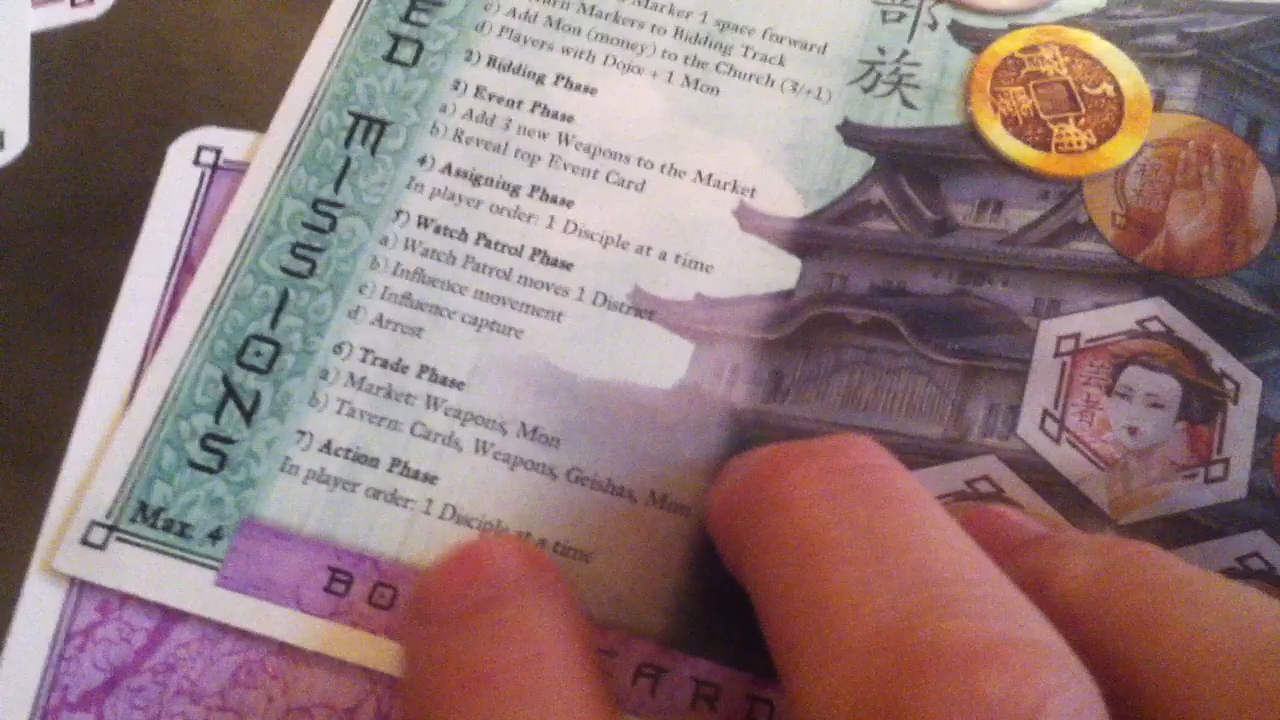 Marker 1 space forward
Markers to Bidding Track
c) Add Mon (money) to the Church (3/+1)
d) Players with Dojo: + 1 Mon
2) Bidding Phase
3) Event Phase
a) Add 3 new Weapons to the Market
b) Reveal top Event Card
4) Assigning Phase
In player order: 1 Disciple at a time
5) Watch Patrol Phase
a) Watch Patrol moves 1 District
b) Influence movement
c) Influence capture
d) Arrest
6) Trade Phase
a) Market: Weapons, Mon
b) Tavern: Cards, Weapons, Geishas, Mon
7) Action Phase
In player order: 1 Disciple at a time
ED MISSIONS
Max. 4
BO
CARD
部族
芸者